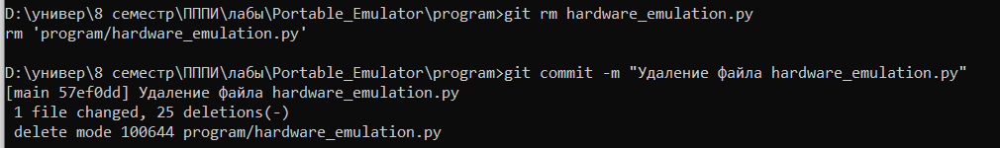 D:\универ\8 семестр\ПППИ\лабы\Portable_Emulator\program>git rm hardware_emulation.py
rm 'program/hardware_emulation.py'
D:\универ\8 семестр\ПППИ\лабы\Portable_Emulator\program>git commit -m "Удаление файла hardware_emulation.py"
[main 57ef0dd] Удаление файла hardware_emulation.py
1 file changed, 25 deletions(-)
delete mode 100644 program/hardware_emulation.py